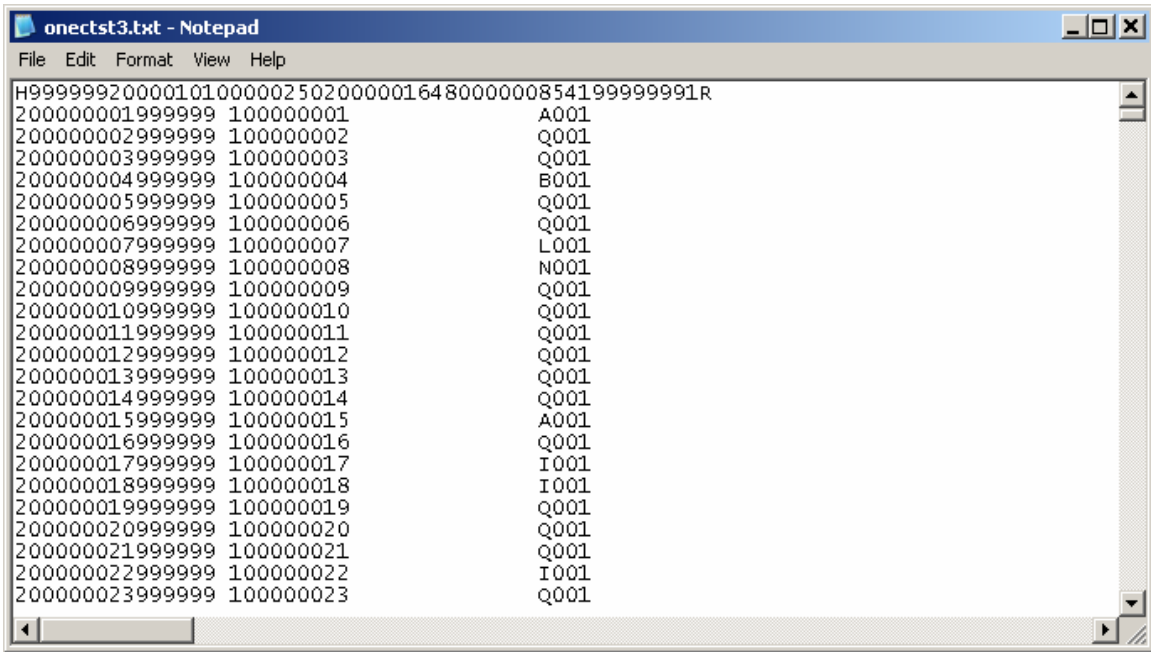 onectst3.txt - Notepad
File Edit Format View Help
H99999920000101000002502000001648000000854199999991R
200000001999999 100000001 A001
200000002999999 100000002 Q001
200000003999999 100000003 Q001
200000004999999 100000004 B001
200000005999999 100000005 Q001
200000006999999 100000006 Q001
200000007999999 100000007 L001
200000008999999 100000008 N001
200000009999999 100000009 Q001
200000010999999 100000010 Q001
200000011999999 100000011 Q001
200000012999999 100000012 Q001
200000013999999 100000013 Q001
200000014999999 100000014 Q001
200000015999999 100000015 A001
200000016999999 100000016 Q001
200000017999999 100000017 I001
200000018999999 100000018 I001
200000019999999 100000019 Q001
200000020999999 100000020 Q001
200000021999999 100000021 Q001
200000022999999 100000022 I001
200000023999999 100000023 Q001